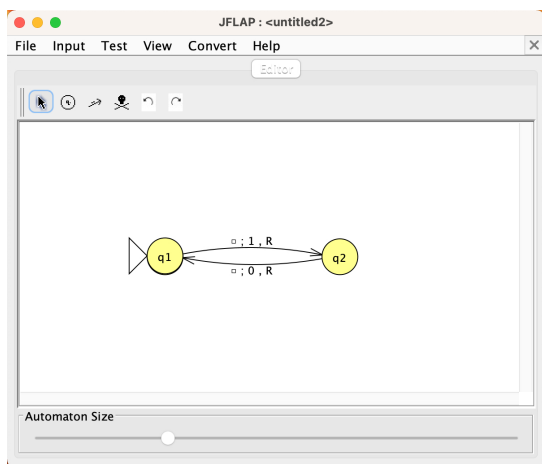 JFLAP : <untitled2>
File Input Test View Convert Help
Editor
q1
□ ; 1 , R
□ ; 0 , R
q2
Automaton Size